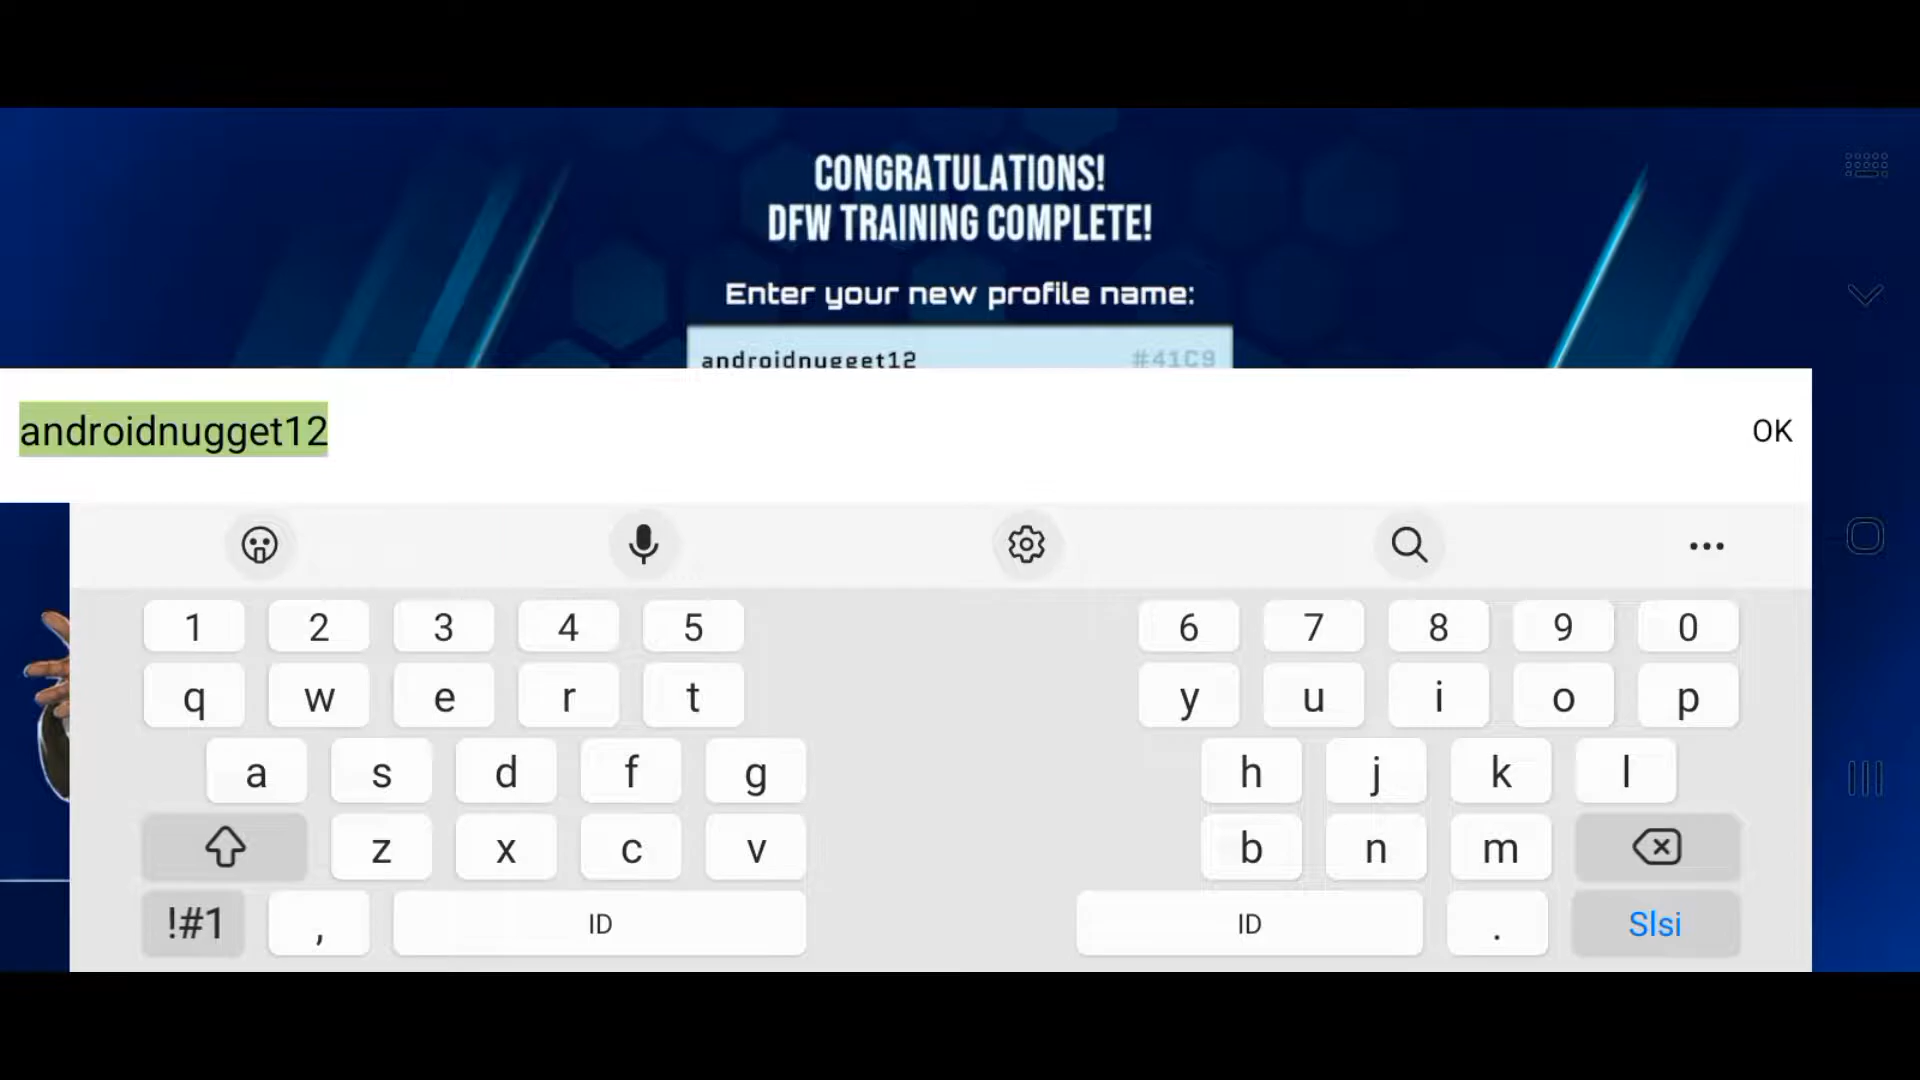 CONGRATULATIONS!
DFW TRAINING COMPLETE!
Enter your new profile name:
androidnugget12 #41C9
androidnugget12 OK
1 2 3 4 5 6 7 8 9 0
q w e r t y u i o p
a s d f g h j k l
z x c v b n m
!#1 , ID ID . Slsi